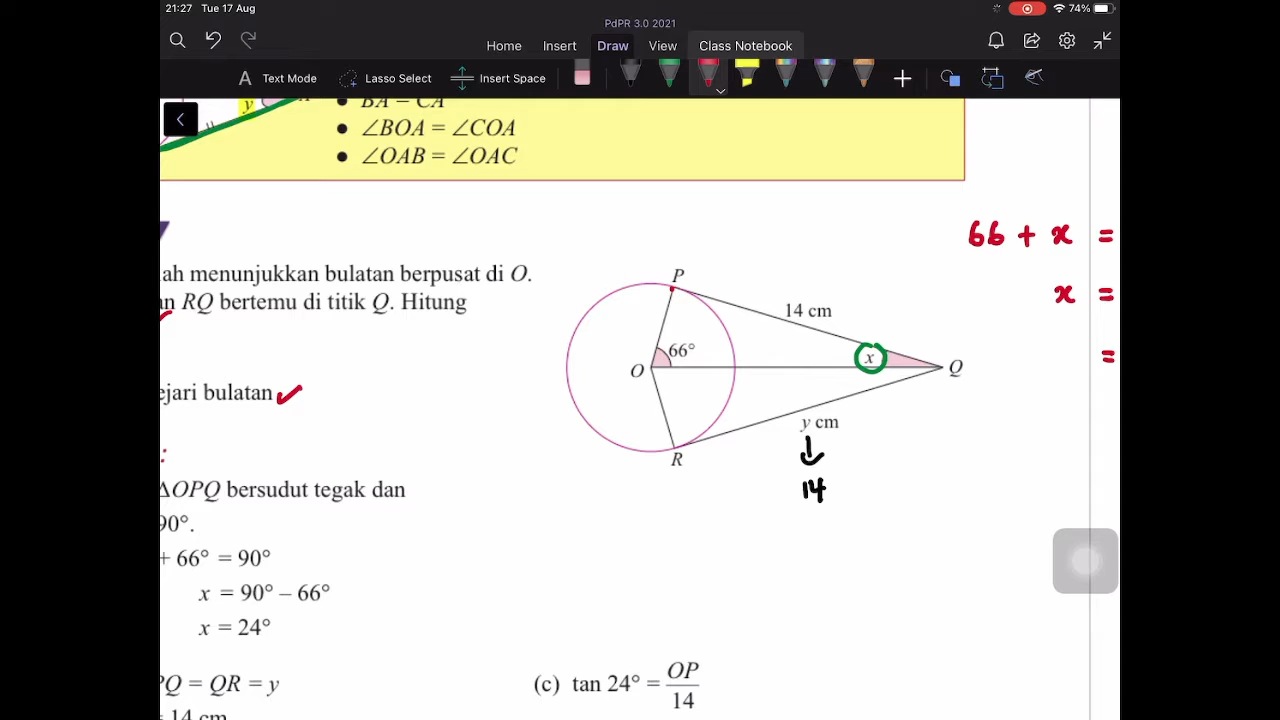 21:27 Tue 17 Aug
74%
PdPR 3.0 2021
Home Insert Draw View Class Notebook
Text Mode Lasso Select Insert Space
y
BA = CA
∠BOA = ∠COA
∠OAB = ∠OAC
66 + x =
x =
=
ah menunjukkan bulatan berpusat di O.
n RQ bertemu di titik Q. Hitung
ejari bulatan
:
P
14 cm
66°
O
x
Q
y cm
R
14
∆OPQ bersudut tegak dan
90°.
+ 66° = 90°
x = 90° – 66°
x = 24°
PQ = QR = y
= 14 cm
(c) tan 24° = OP
14